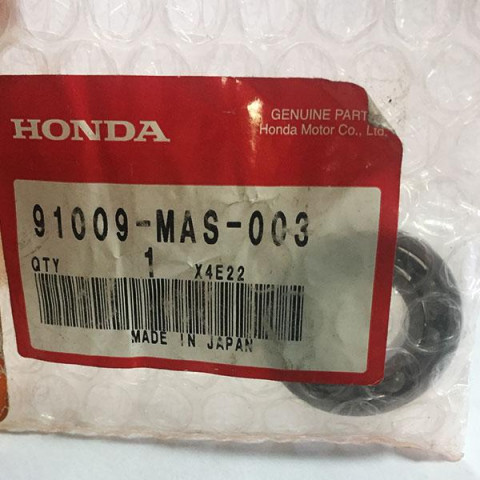 GENUINE PARTS
HONDA
Honda Motor Co., Ltd.
91009-MAS-003
QTY 1 X4E22
MADE IN JAPAN